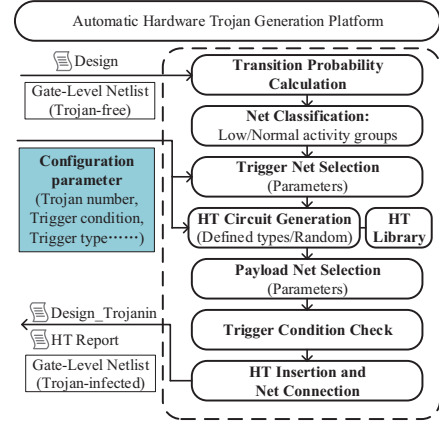 Automatic Hardware Trojan Generation Platform
Design
Gate-Level Netlist
(Trojan-free)
Configuration
parameter
(Trojan number,
Trigger condition,
Trigger type⋯⋯)
Design_Trojanin
HT Report
Gate-Level Netlist
(Trojan-infected)
Transition Probability
Calculation
Net Classification:
Low/Normal activity groups
Trigger Net Selection
(Parameters)
HT Circuit Generation
(Defined types/Random)
HT
Library
Payload Net Selection
(Parameters)
Trigger Condition Check
HT Insertion and
Net Connection